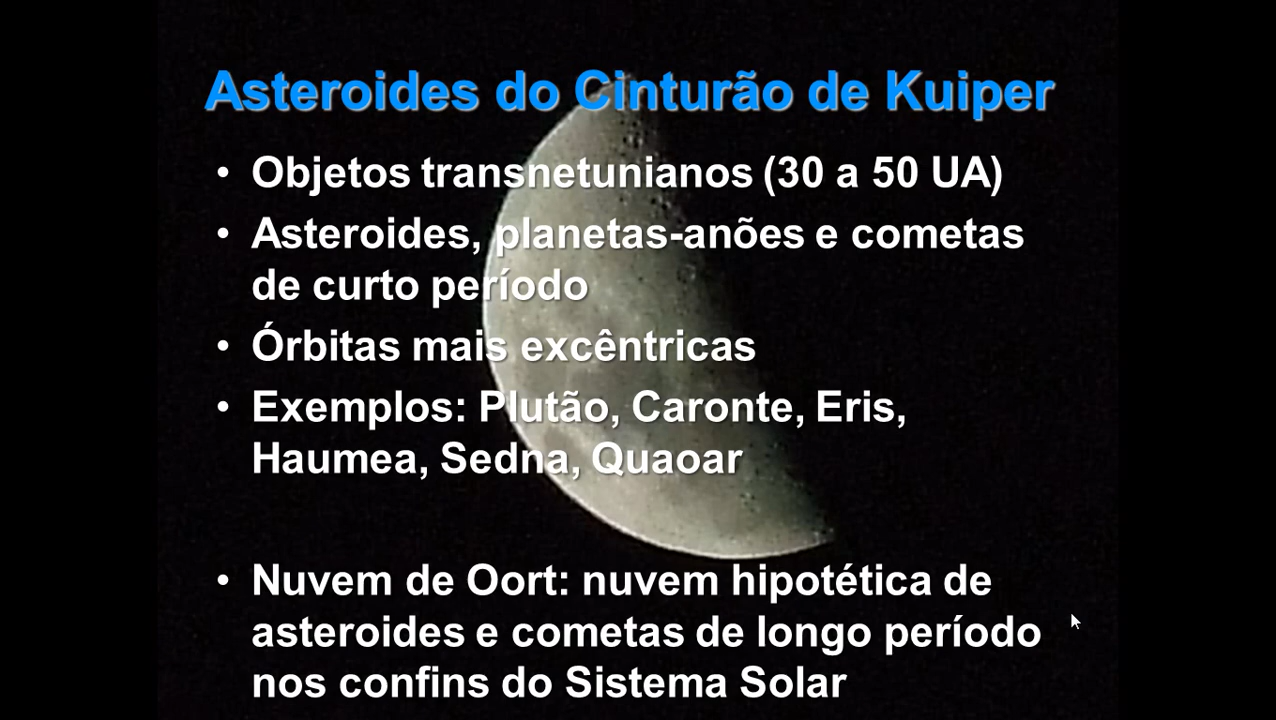 Asteroides do Cinturão de Kuiper
• Objetos transnetunianos (30 a 50 UA)
• Asteroides, planetas-anões e cometas
de curto período
• Órbitas mais excêntricas
• Exemplos: Plutão, Caronte, Eris,
Haumea, Sedna, Quaoar
• Nuvem de Oort: nuvem hipotética de
asteroides e cometas de longo período
nos confins do Sistema Solar